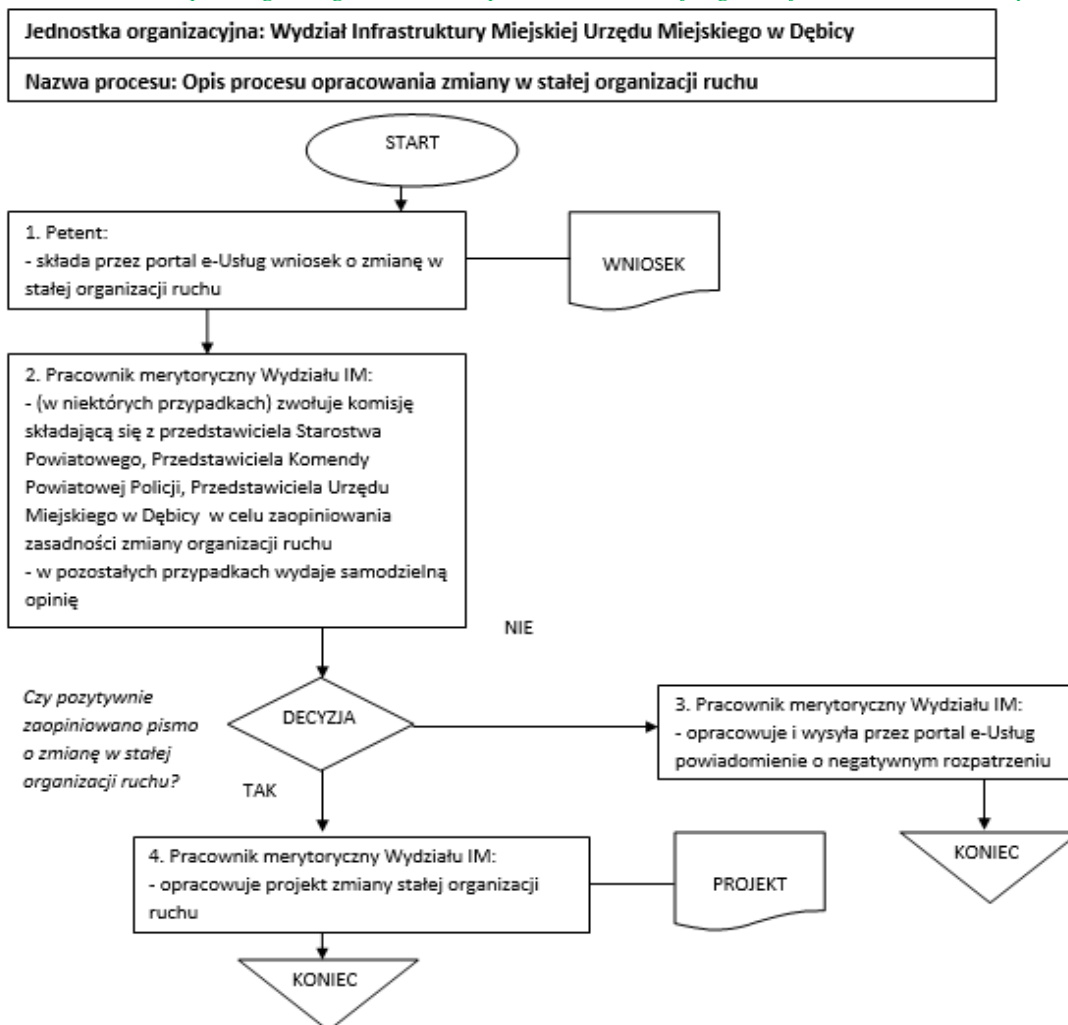 Jednostka organizacyjna: Wydział Infrastruktury Miejskiej Urzędu Miejskiego w Dębicy
Nazwa procesu: Opis procesu opracowania zmiany w stałej organizacji ruchu
START
1. Petent:
- składa przez portal e-Usług wniosek o zmianę w
stałej organizacji ruchu
WNIOSEK
2. Pracownik merytoryczny Wydziału IM:
- (w niektórych przypadkach) zwołuje komisję
składającą się z przedstawiciela Starostwa
Powiatowego, Przedstawiciela Komendy
Powiatowej Policji, Przedstawiciela Urzędu
Miejskiego w Dębicy w celu zaopiniowania
zasadności zmiany organizacji ruchu
- w pozostałych przypadkach wydaje samodzielną
opinię
NIE
Czy pozytywnie
zaopiniowano pismo
o zmianę w stałej
organizacji ruchu?
DECYZJA
3. Pracownik merytoryczny Wydziału IM:
- opracowuje i wysyła przez portal e-Usług
powiadomienie o negatywnym rozpatrzeniu
TAK
KONIEC
4. Pracownik merytoryczny Wydziału IM:
- opracowuje projekt zmiany stałej organizacji
ruchu
PROJEKT
KONIEC